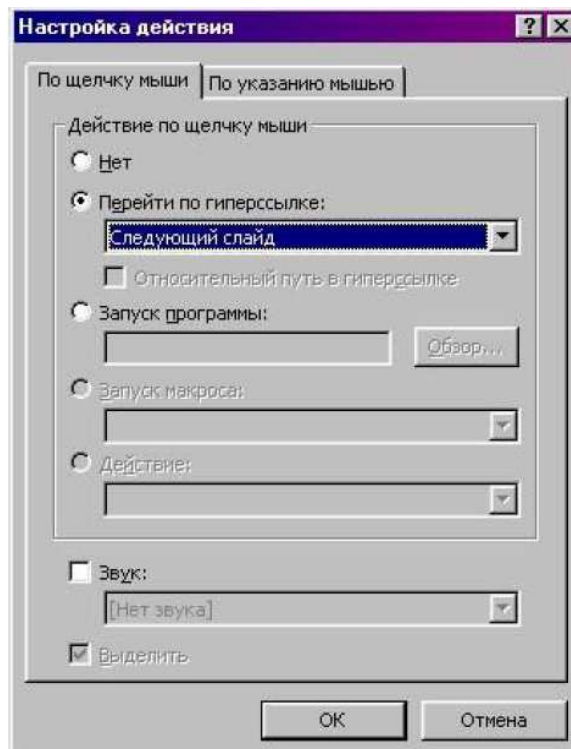 Настройка действия
По щелчку мыши
По указанию мышью
Действие по щелчку мыши
Нет
Перейти по гиперссылке:
Следующий слайд
Относительный путь в гиперссылке
Запуск программы:
Обзор...
Запуск макроса:
Действие:
Звук:
[Нет звука]
Выделить
ОК
Отмена